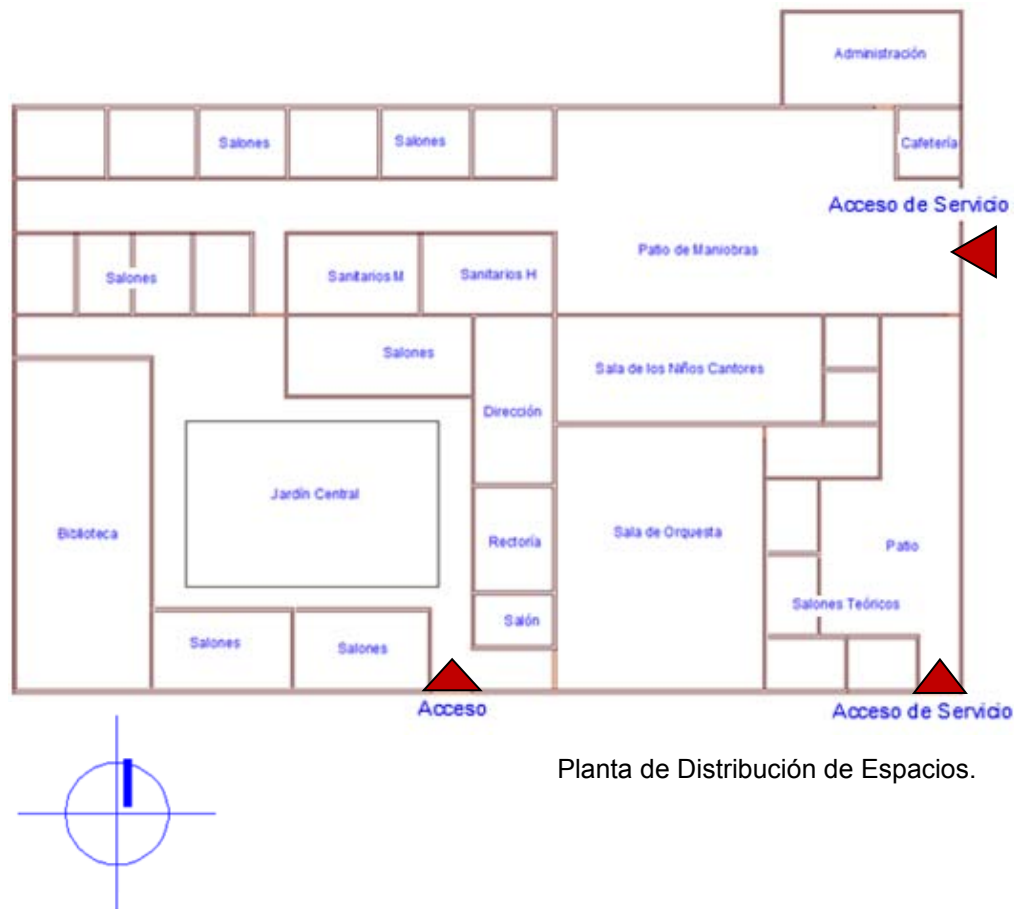 Administración
Salones
Salones
Cafetería
Acceso de Servicio
Patio de Maniobras
Salones
Sanitarios M
Sanitarios H
Salones
Sala de los Niños Cantores
Dirección
Jardín Central
Biblioteca
Rectoría
Sala de Orquesta
Patio
Salones Teóricos
Salón
Salones
Salones
Acceso
Acceso de Servicio
Planta de Distribución de Espacios.